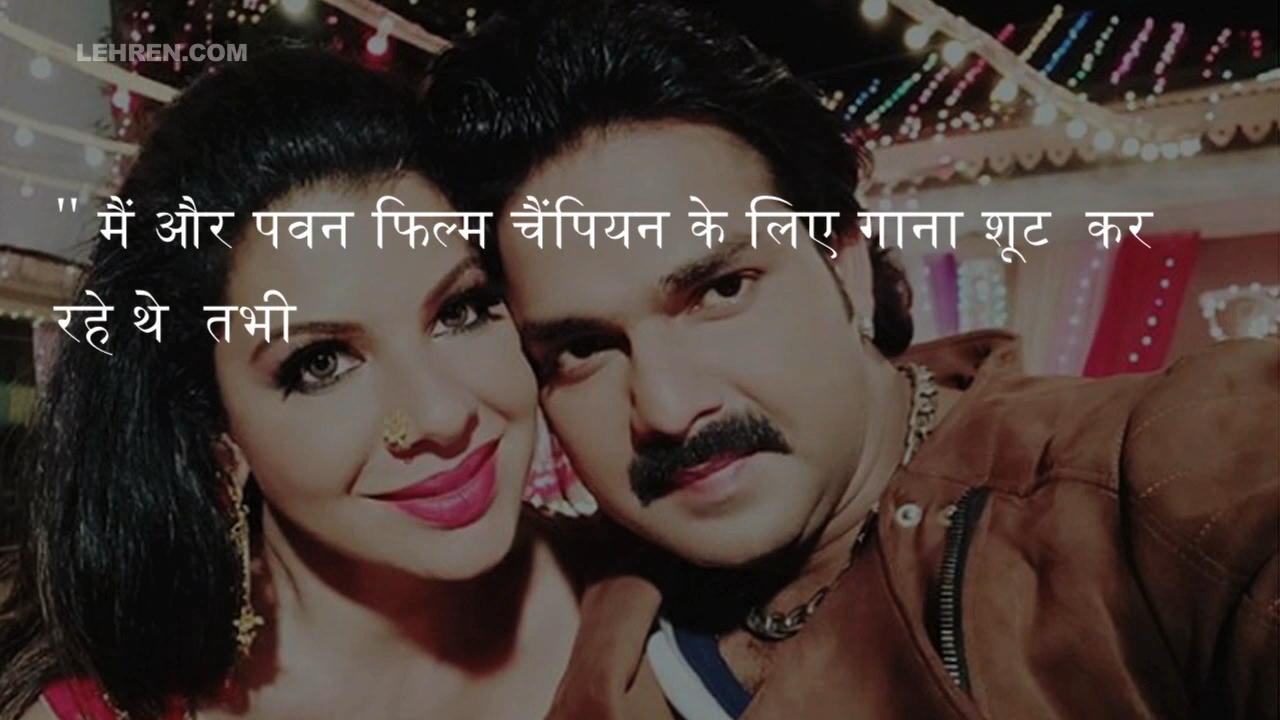 LEHREN.COM
" मैं और पवन फिल्म चैंपियन के लिए गाना शूट कर
रहे थे तभी